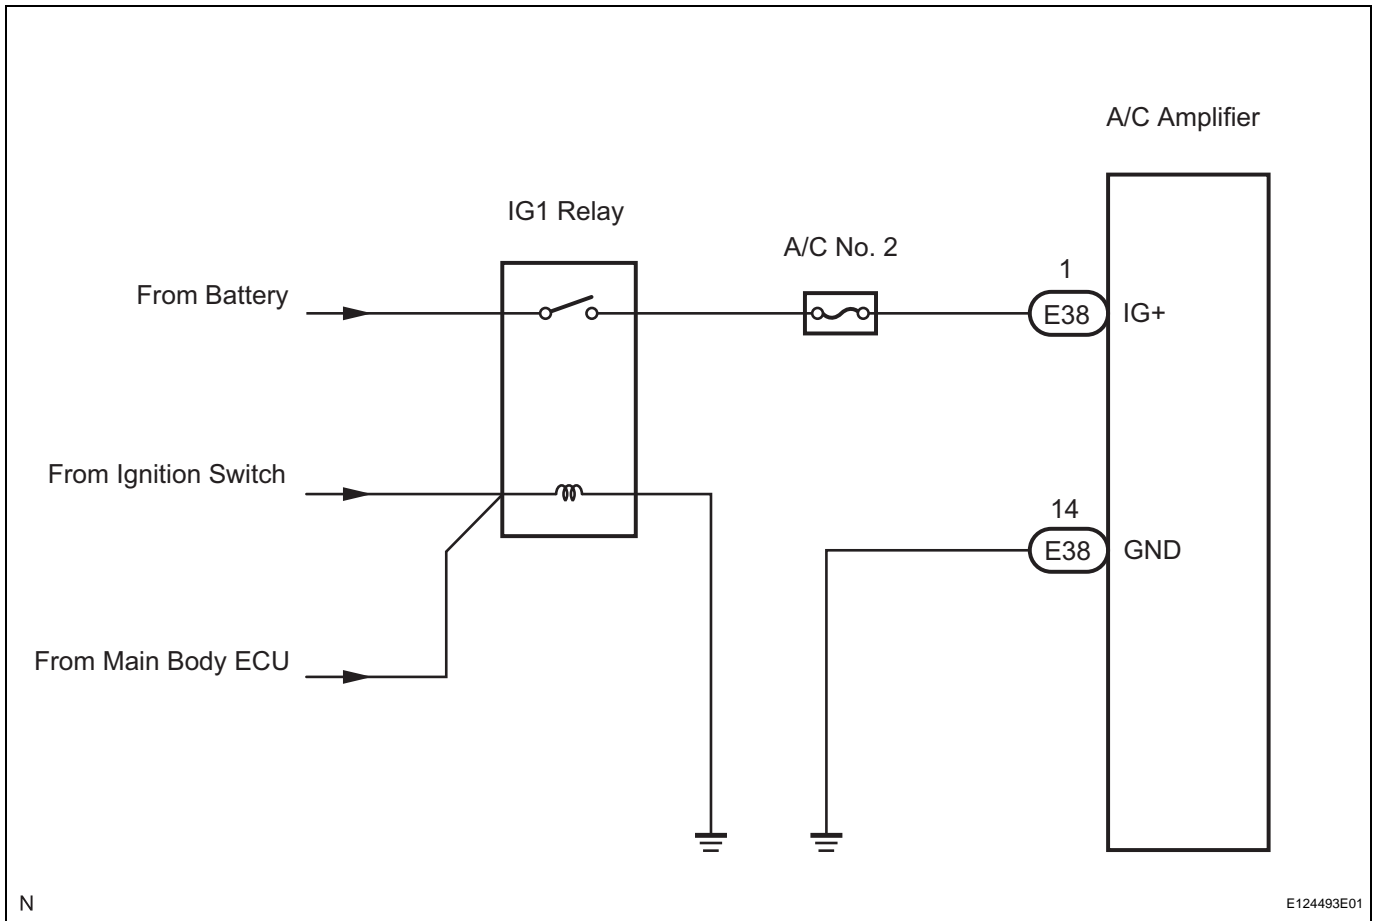 A/C Amplifier
IG1 Relay
A/C No. 2
From Battery
1
E38
IG+
From Ignition Switch
14
E38
GND
From Main Body ECU
N
E124493E01